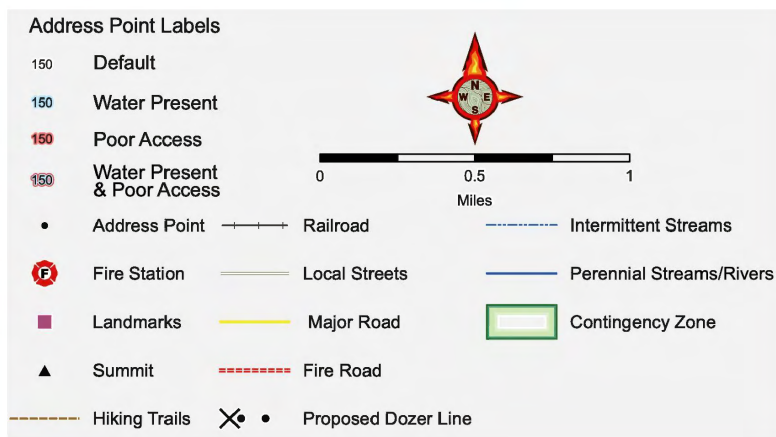 Address Point Labels
150 Default
150 Water Present
150 Poor Access
150 Water Present
& Poor Access
N
W E
S
0 0.5 1
Miles
Address Point
Railroad
Intermittent Streams
F Fire Station
Local Streets
Perennial Streams/Rivers
Landmarks
Major Road
Contingency Zone
Summit
Fire Road
Hiking Trails
Proposed Dozer Line